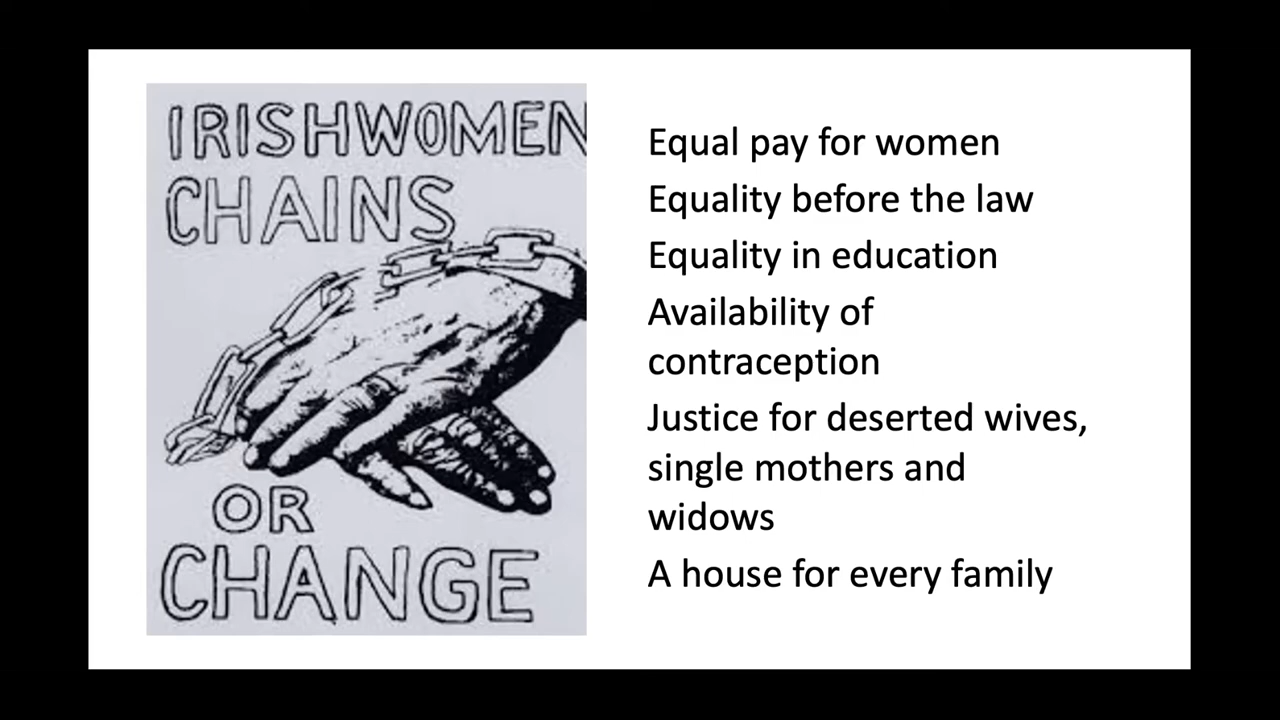 IRISHWOMEN
CHAINS
OR
CHANGE
Equal pay for women
Equality before the law
Equality in education
Availability of
contraception
Justice for deserted wives,
single mothers and
widows
A house for every family